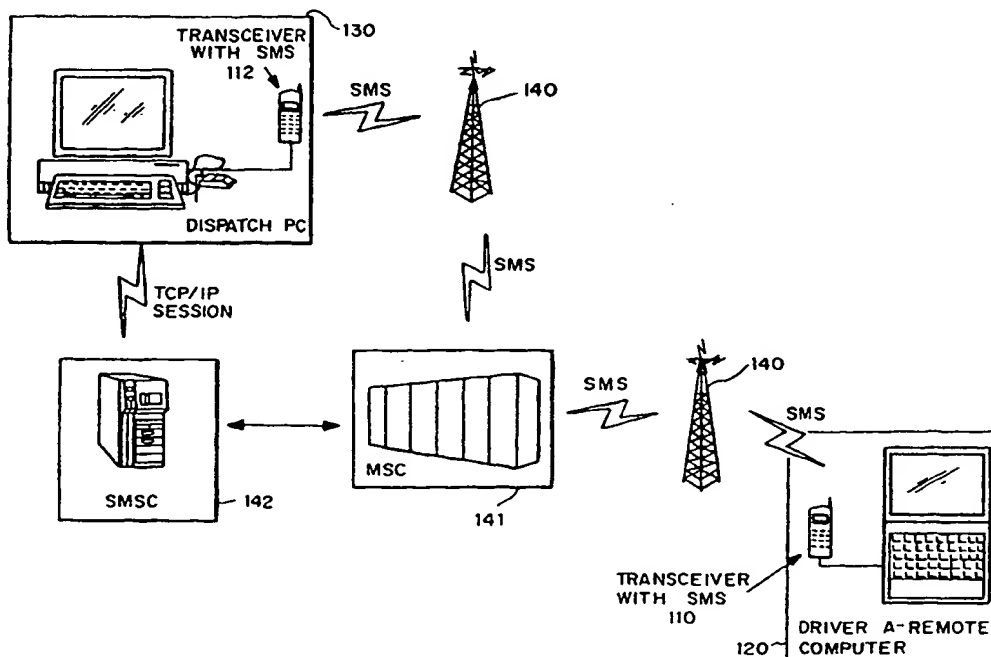 130
TRANSCEIVER
WITH SMS
112
SMS
140
DISPATCH PC
TCP/IP
SESSION
SMS
SMSC
142
MSC
141
SMS
140
SMS
TRANSCEIVER
WITH SMS
110
120
DRIVER A-REMOTE
COMPUTER